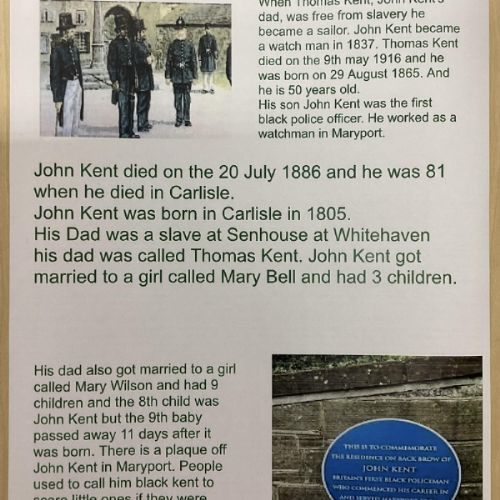 When Thomas Kent, John Kent's
dad, was free from slavery he
became a sailor. John Kent became
a watch man in 1837. Thomas Kent
died on the 9th may 1916 and he
was born on 29 August 1865. And
he is 50 years old.
His son John Kent was the first
black police officer. He worked as a
watchman in Maryport.
John Kent died on the 20 July 1886 and he was 81
when he died in Carlisle.
John Kent was born in Carlisle in 1805.
His Dad was a slave at Senhouse at Whitehaven
his dad was called Thomas Kent. John Kent got
married to a girl called Mary Bell and had 3 children.
His dad also got married to a girl
called Mary Wilson and had 9
children and the 8th child was
John Kent but the 9th baby
passed away 11 days after it
was born. There is a plaque off
John Kent in Maryport. People
used to call him black kent to
scare little ones if they were
THIS IS TO COMMEMORATE
THE RESIDENCE ON BACK BROW OF
JOHN KENT
BRITAIN'S FIRST BLACK POLICEMAN
WHO COMMENCED HIS CAREER IN